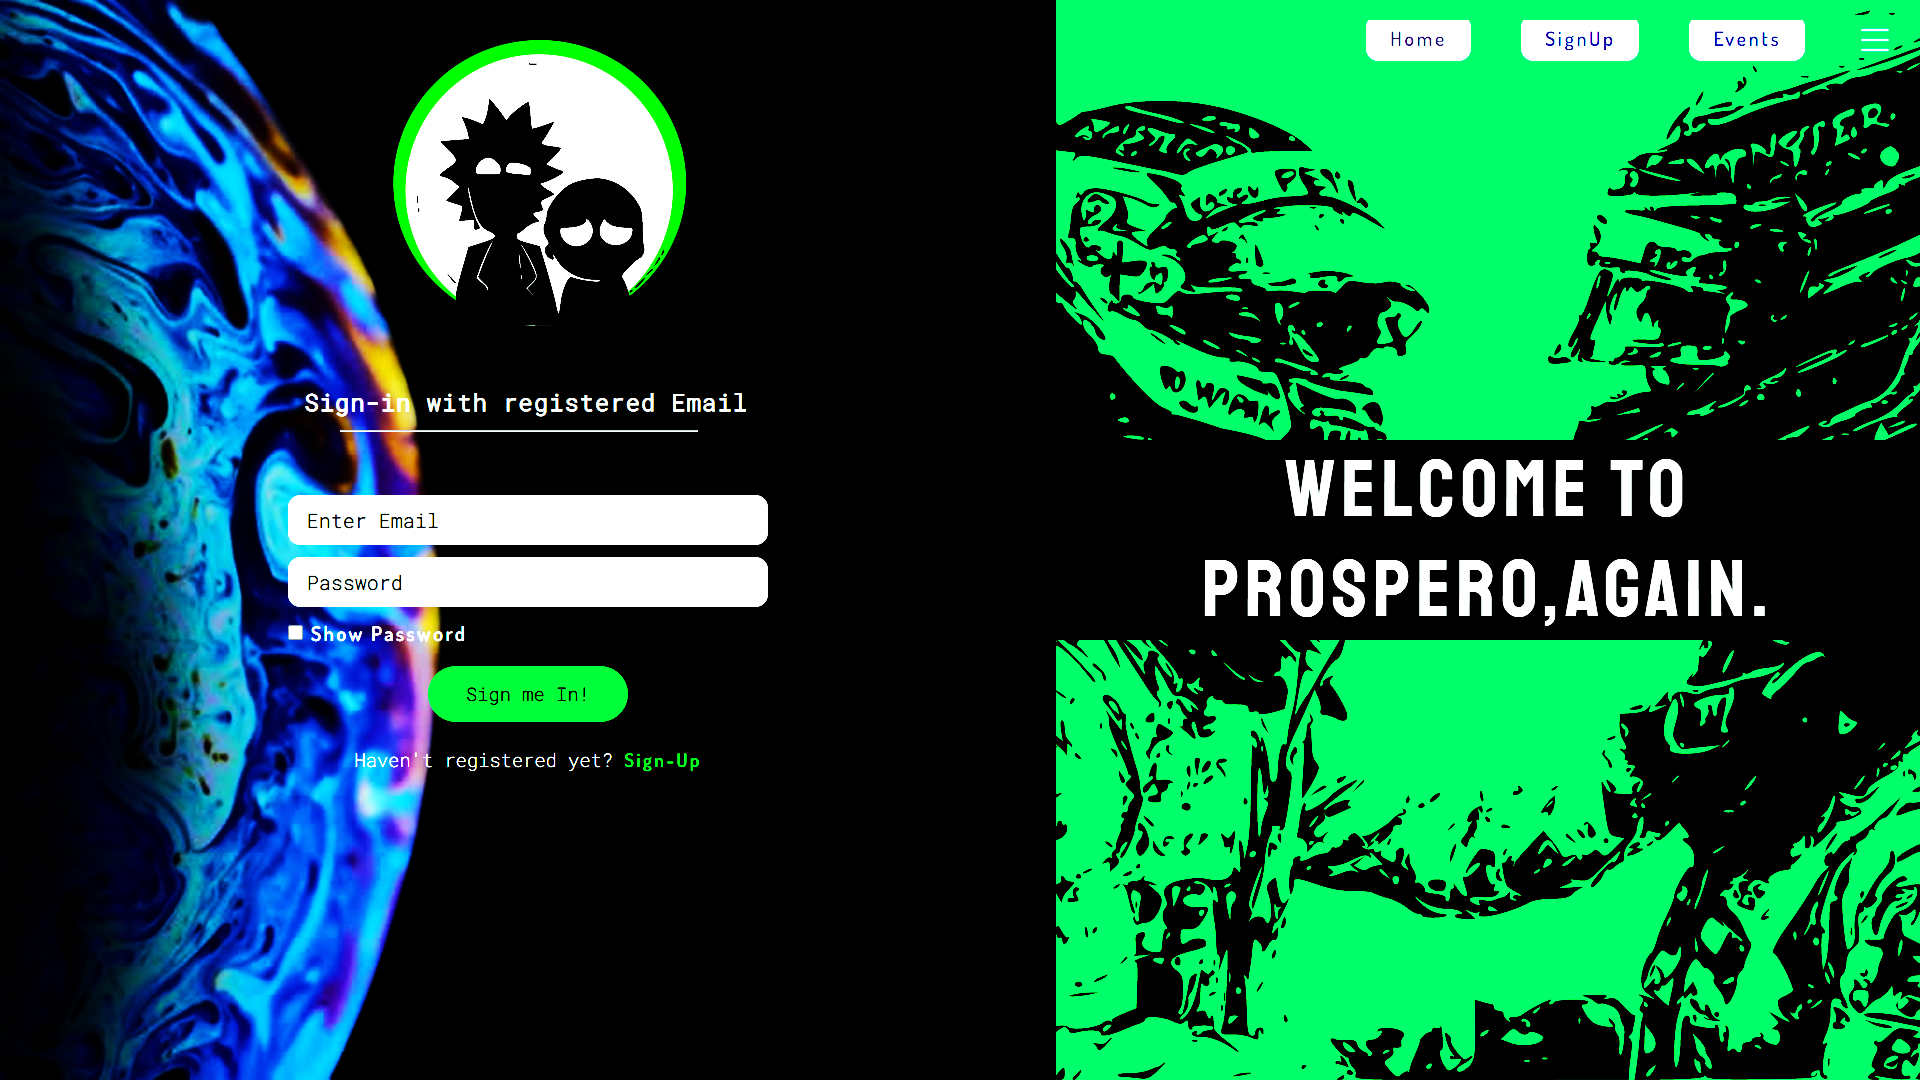 Home
SignUp
Events
Sign-in with registered Email
Enter Email
Password
Show Password
Sign me In!
Haven't registered yet? Sign-Up
WELCOME TO
PROSPERO,AGAIN.